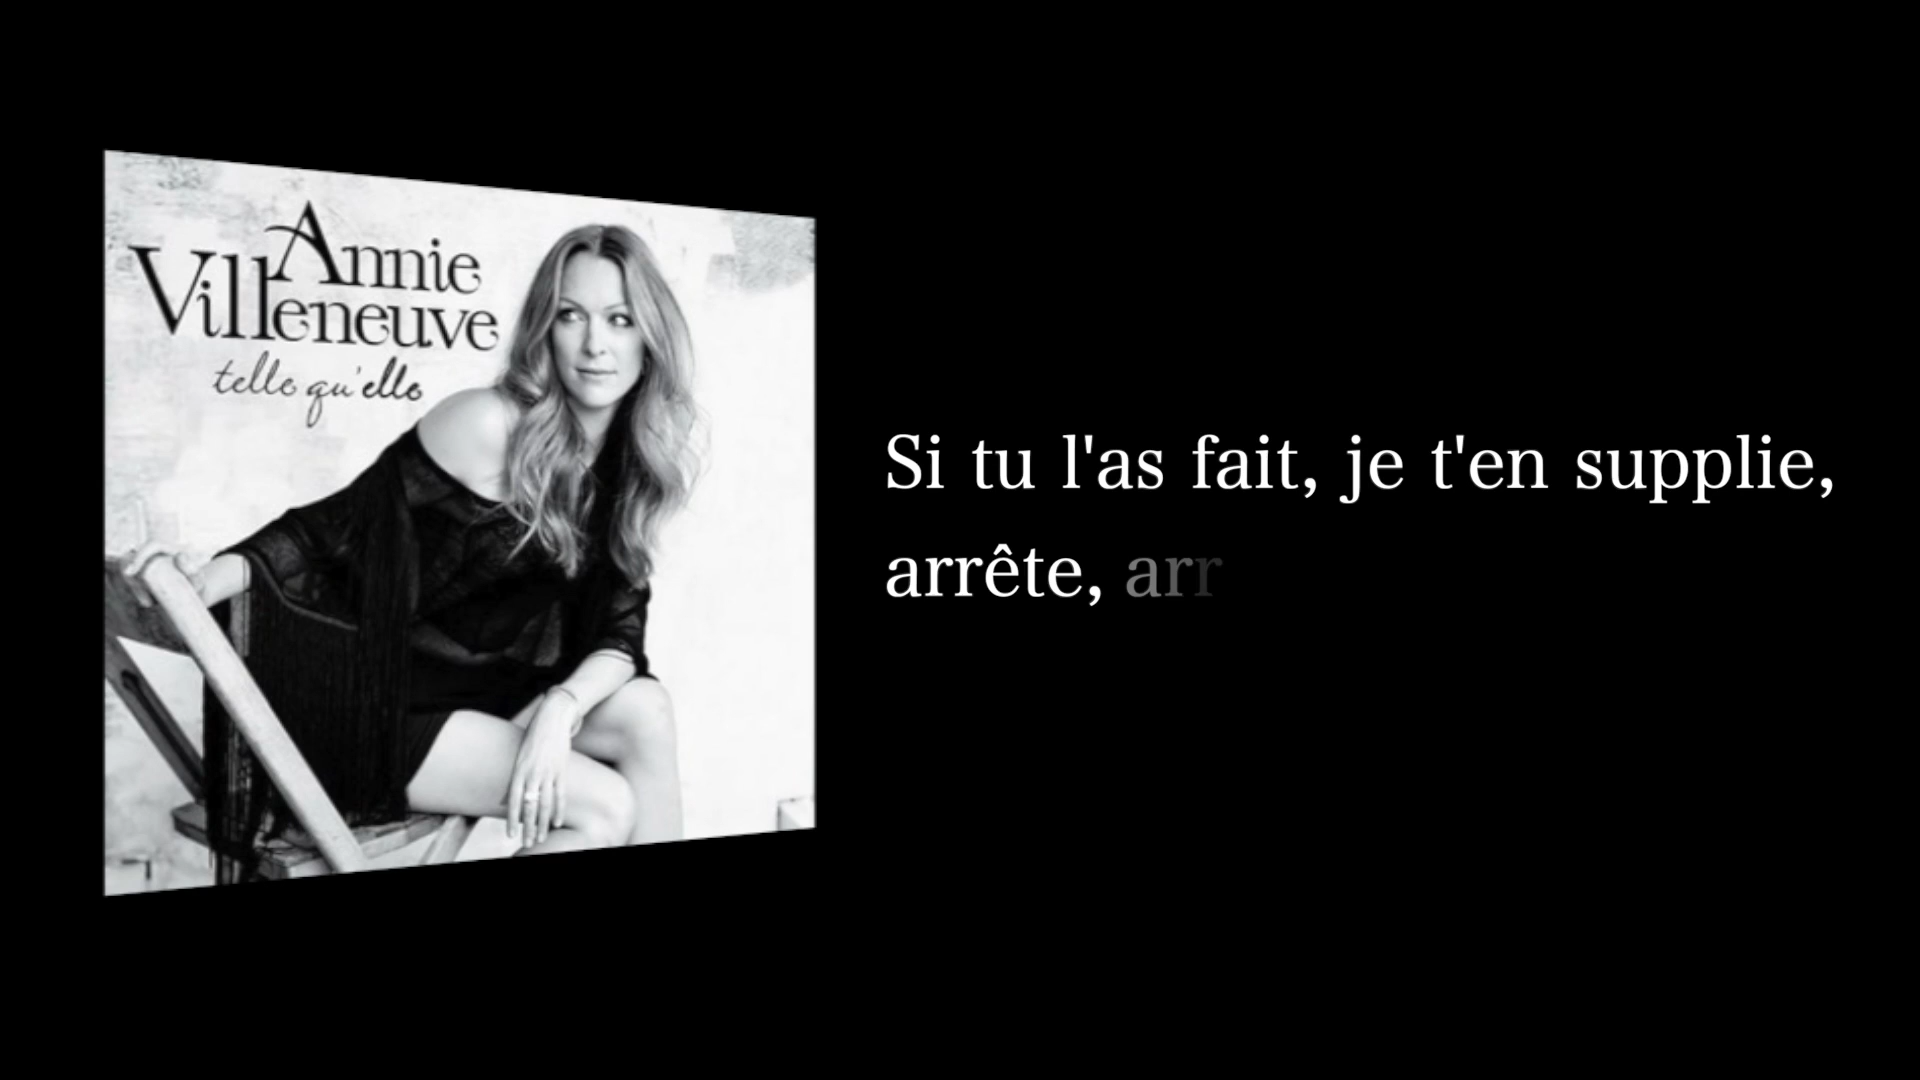 Annie
Villeneuve
telle qu'elle
Si tu l'as fait, je t'en supplie,
arrête, arr